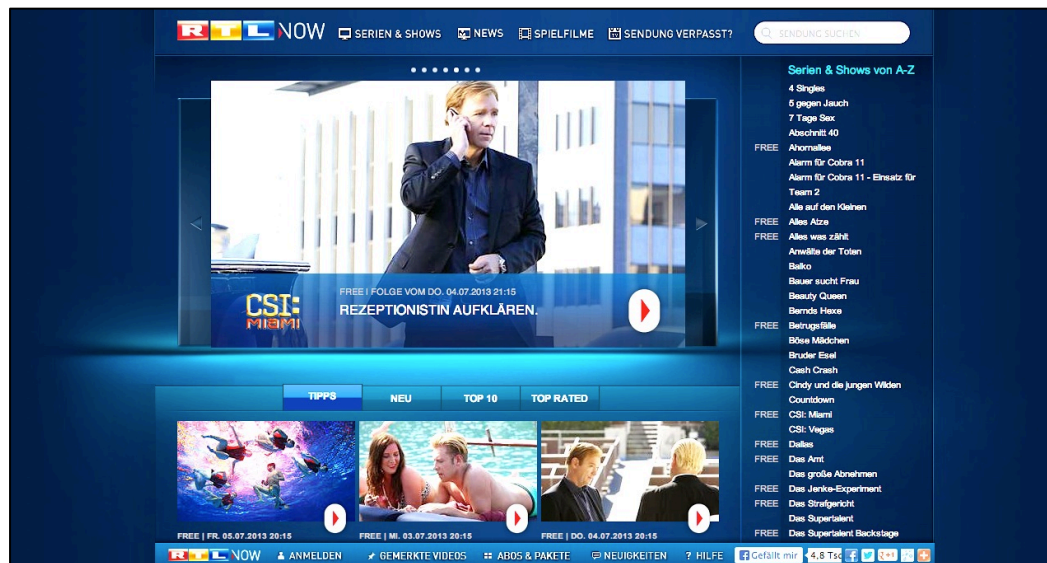 RTL NOW
SERIEN & SHOWS
NEWS
SPIELFILME
SENDUNG VERPASST?
SENDUNG SUCHEN
CSI:
MIAMI
FREE | FOLGE VOM DO. 04.07.2013 21:15
REZEPTIONISTIN AUFKLÄREN.
TIPPS
NEU
TOP 10
TOP RATED
FREE | FR. 05.07.2013 20:15
FREE | MI. 03.07.2013 20:15
FREE | DO. 04.07.2013 20:15
Serien & Shows von A-Z
4 Singles
5 gegen Jauch
7 Tage Sex
Abschnitt 40
FREE Ahornallee
Alarm für Cobra 11
Alarm für Cobra 11 - Einsatz für
Team 2
Alle auf den Kleinen
FREE Alles Atze
FREE Alles was zählt
Anwälte der Toten
Balko
Bauer sucht Frau
Beauty Queen
Bernds Hexe
FREE Betrugsfälle
Böse Mädchen
Bruder Esel
Cash Crash
FREE Cindy und die jungen Wilden
Countdown
FREE CSI: Miami
CSI: Vegas
FREE Dallas
FREE Das Amt
Das große Abnehmen
FREE Das Jenke-Experiment
FREE Das Strafgericht
Das Supertalent
FREE Das Supertalent Backstage
RTL NOW
ANMELDEN
GEMERKTE VIDEOS
ABOS & PAKETE
NEUIGKEITEN
? HILFE
Gefällt mir
4,8 Tsd